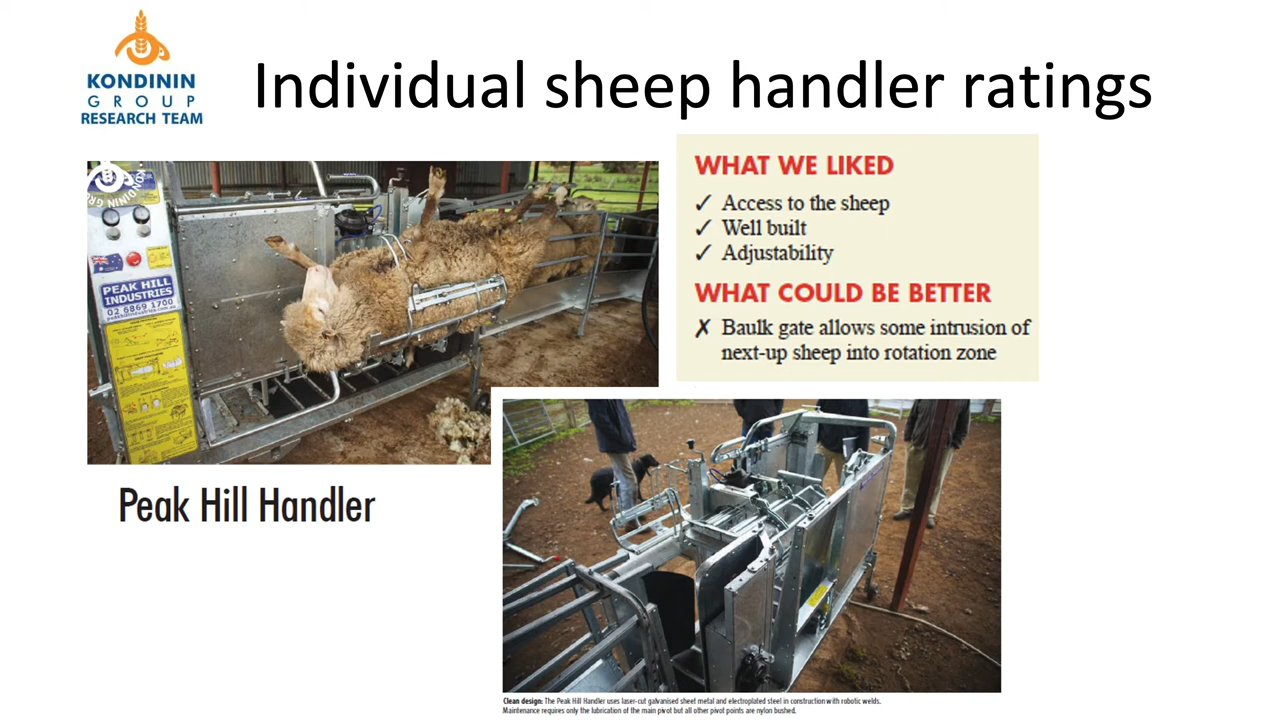 KONDININ
GROUP
RESEARCH TEAM
Individual sheep handler ratings
WHAT WE LIKED
✓ Access to the sheep
✓ Well built
✓ Adjustability
WHAT COULD BE BETTER
✗ Baulk gate allows some intrusion of
next-up sheep into rotation zone
PEAK HILL
INDUSTRIES
02 6869 1700
Peak Hill Handler
Clean design: The Peak Hill Handler uses laser-cut galvanised sheet metal and electroplated steel in construction with robotic welds.
Maintenance requires only the lubrication of the main pivot but all other pivot points are nylon bushed.